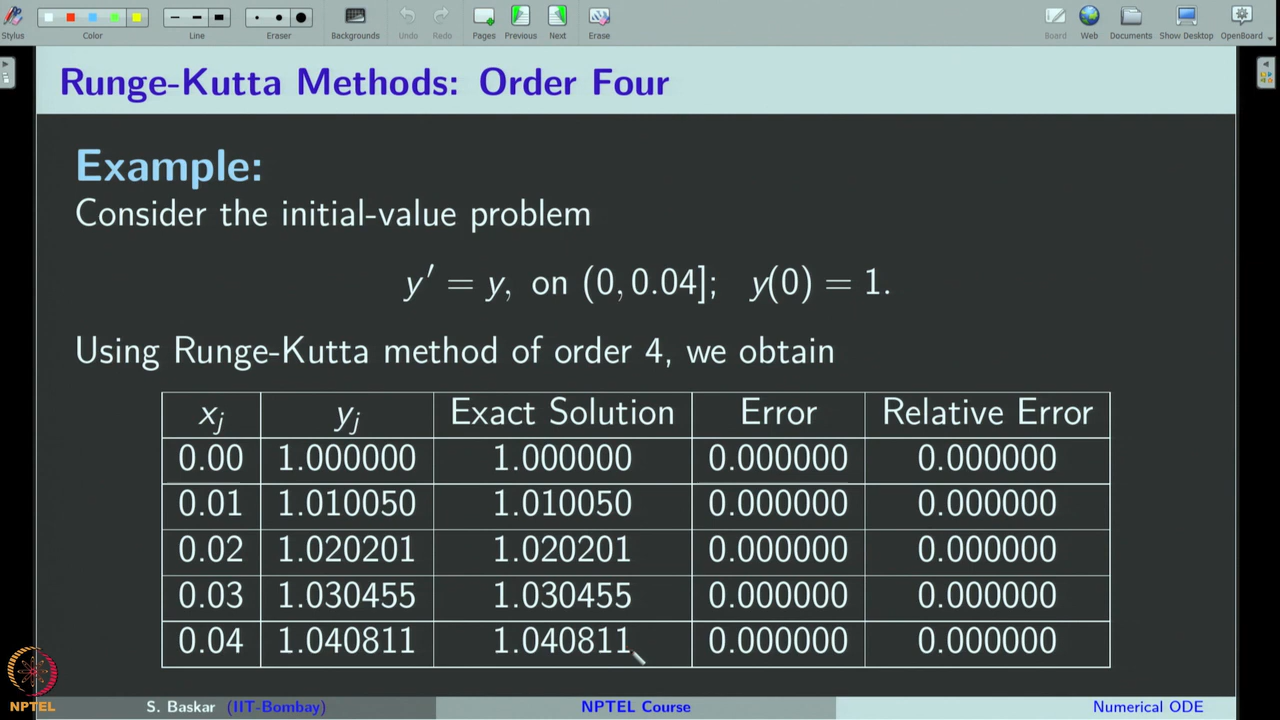 Stylus Color Line Eraser Backgrounds Undo Redo Pages Previous Next Erase Board Web Documents Show Desktop OpenBoard
Runge-Kutta Methods: Order Four
Example:
Consider the initial-value problem
y′ = y, on (0, 0.04]; y(0) = 1.
Using Runge-Kutta method of order 4, we obtain
xj yj Exact Solution Error Relative Error
0.00 1.000000 1.000000 0.000000 0.000000
0.01 1.010050 1.010050 0.000000 0.000000
0.02 1.020201 1.020201 0.000000 0.000000
0.03 1.030455 1.030455 0.000000 0.000000
0.04 1.040811 1.040811 0.000000 0.000000
NPTEL
S. Baskar (IIT-Bombay) NPTEL Course Numerical ODE